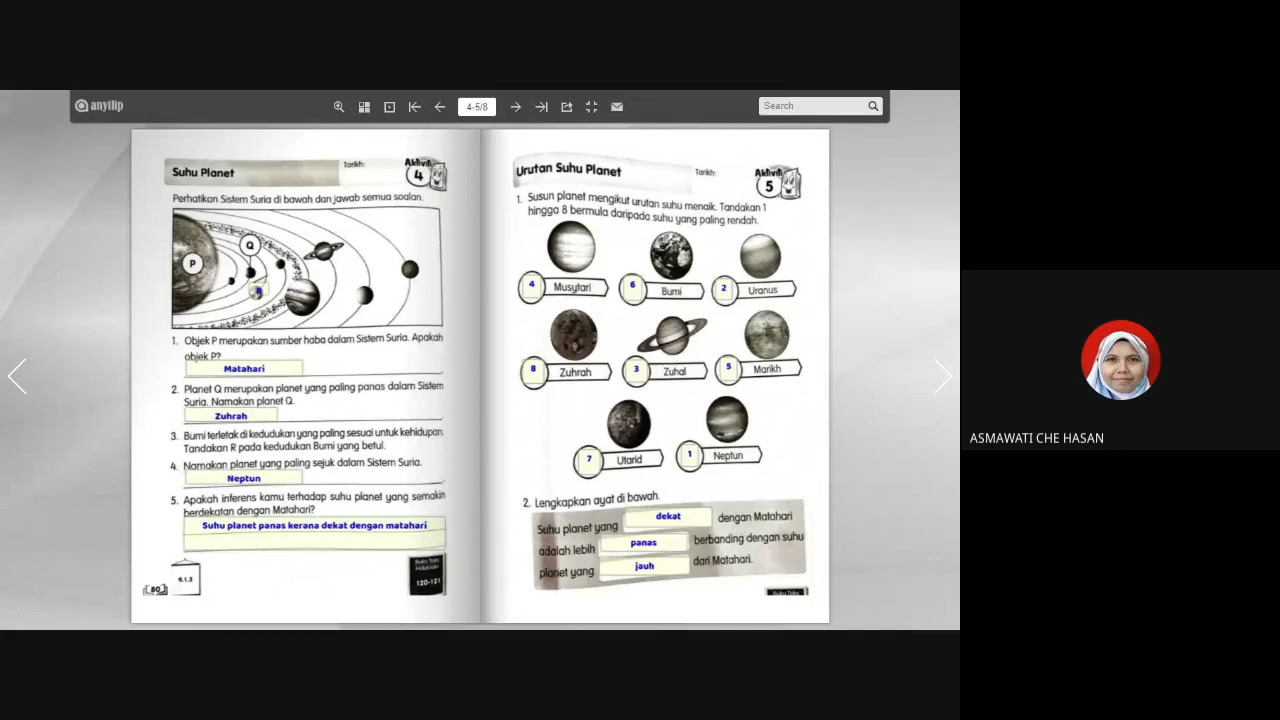 anyflip
4-5/8
Search
Suhu Planet
Tarikh:
Aktiviti
4
Perhatikan Sistem Suria di bawah dan jawab semua soalan.
P
Q
R
1. Objek P merupakan sumber haba dalam Sistem Suria. Apakah
objek P?
Matahari
2. Planet Q merupakan planet yang paling panas dalam Sistem
Suria. Namakan planet Q.
Zuhrah
3. Bumi terletak di kedudukan yang paling sesuai untuk kehidupan.
Tandakan R pada kedudukan Bumi yang betul.
4. Namakan planet yang paling sejuk dalam Sistem Suria.
Neptun
5. Apakah inferens kamu terhadap suhu planet yang semakin
berdekatan dengan Matahari?
Suhu planet panas kerana dekat dengan matahari
80
4.1.2
Buku Teks
Halaman
120-121
Urutan Suhu Planet
Tarikh:
Aktiviti
5
1. Susun planet mengikut urutan suhu menaik. Tandakan 1
hingga 8 bermula daripada suhu yang paling rendah.
4 Musytari
6 Bumi
2 Uranus
8 Zuhrah
3 Zuhal
5 Marikh
7 Utarid
1 Neptun
2. Lengkapkan ayat di bawah.
Suhu planet yang dekat dengan Matahari
adalah lebih panas berbanding dengan suhu
planet yang jauh dari Matahari.
Buku Teks
ASMAWATI CHE HASAN